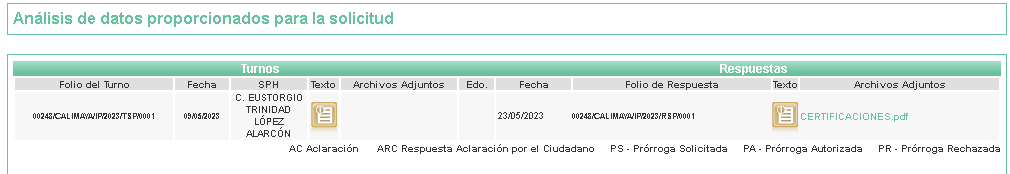 Análisis de datos proporcionados para la solicitud
Turnos Respuestas
Folio del Turno Fecha SPH Texto Archivos Adjuntos Edo. Fecha Folio de Respuesta Texto Archivos Adjuntos
00248/CALIMAYA/IP/2023/TSP/0001 09/05/2023 C. EUSTORGIO
TRINIDAD
LÓPEZ
ALARCÓN
23/05/2023 00248/CALIMAYA/IP/2023/RSP/0001 CERTIFICACIONES.pdf
AC Aclaración ARC Respuesta Aclaración por el Ciudadano PS - Prórroga Solicitada PA - Prórroga Autorizada PR - Prórroga Rechazada